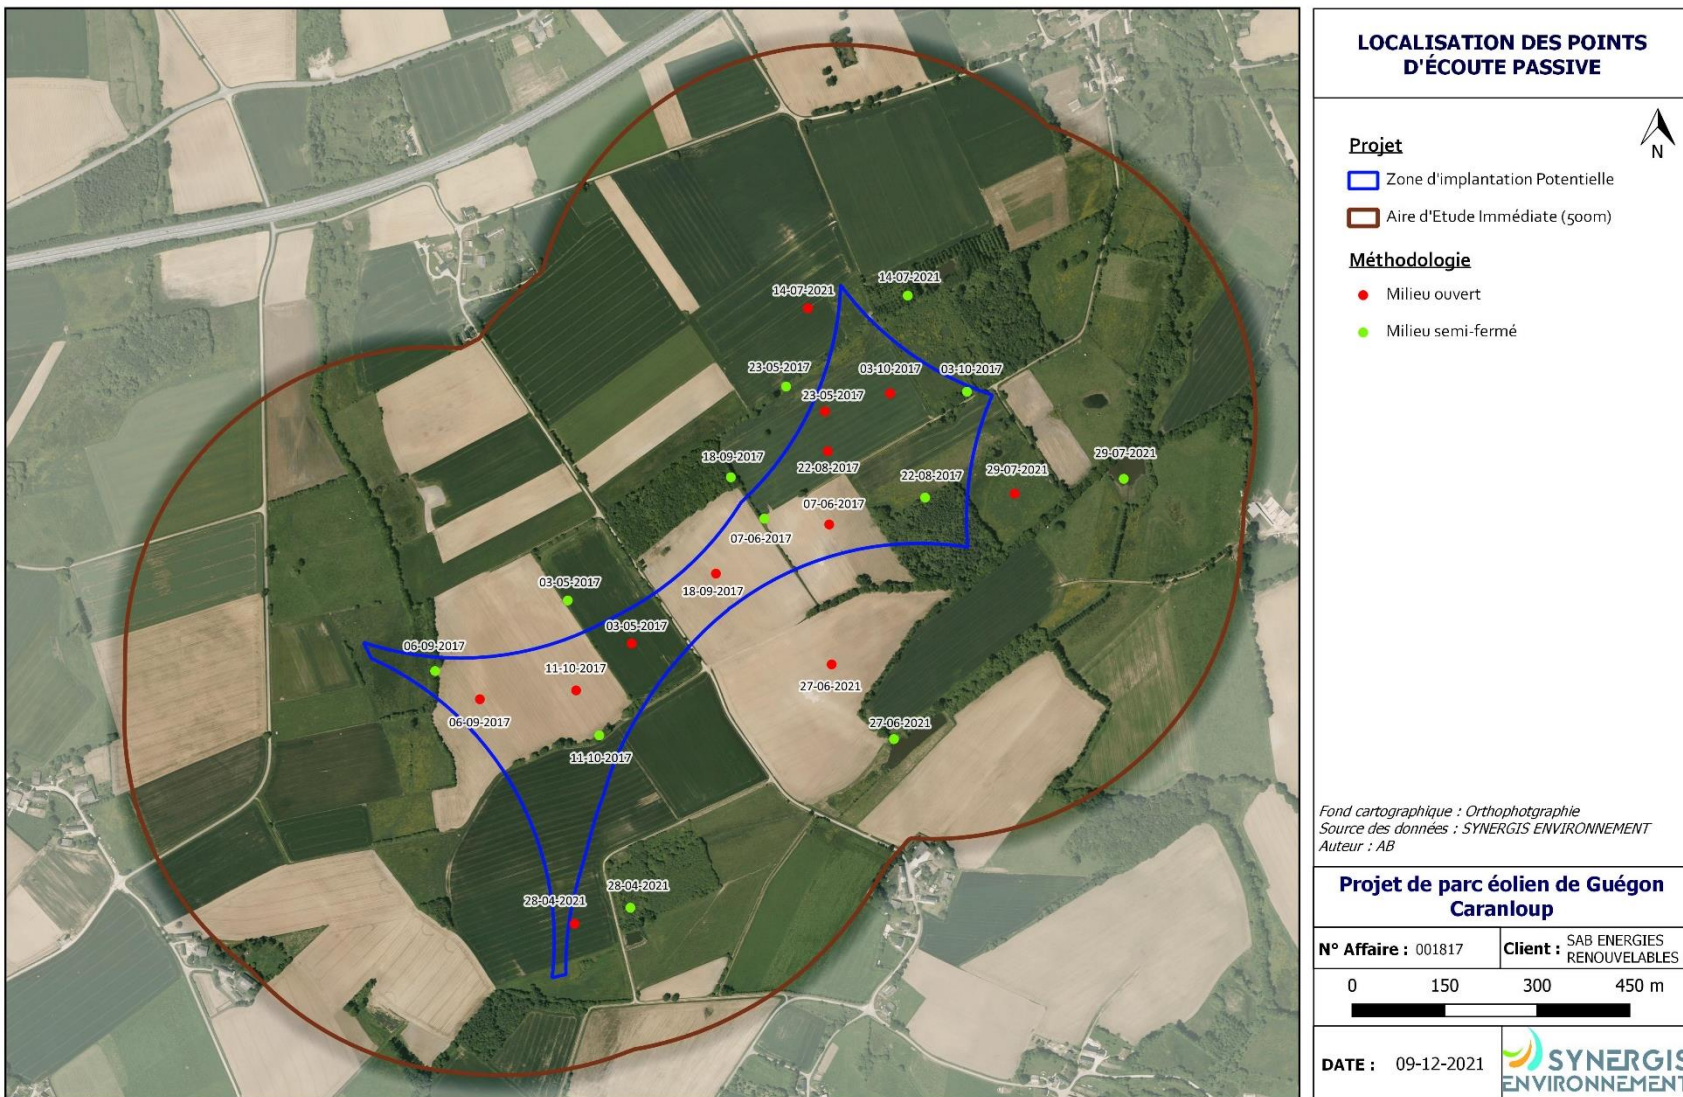 LOCALISATION DES POINTS
D'ÉCOUTE PASSIVE
N
Projet
Zone d'implantation Potentielle
Aire d'Etude Immédiate (500m)
Méthodologie
Milieu ouvert
Milieu semi-fermé
14-07-2021
14-07-2021
23-05-2017
03-10-2017
03-10-2017
23-05-2017
22-08-2017
18-09-2017
22-08-2017
29-07-2021
29-07-2021
07-06-2017
07-06-2017
03-05-2017
18-09-2017
03-05-2017
06-09-2017
11-10-2017
27-06-2021
06-09-2017
27-06-2021
11-10-2017
28-04-2021
28-04-2021
Fond cartographique : Orthophotgraphie
Source des données : SYNERGIS ENVIRONNEMENT
Auteur : AB
Projet de parc éolien de Guégon
Caranloup
N° Affaire : 001817
Client : SAB ENERGIES
RENOUVELABLES
0 150 300 450 m
DATE : 09-12-2021
SYNERGIS
ENVIRONNEMENT